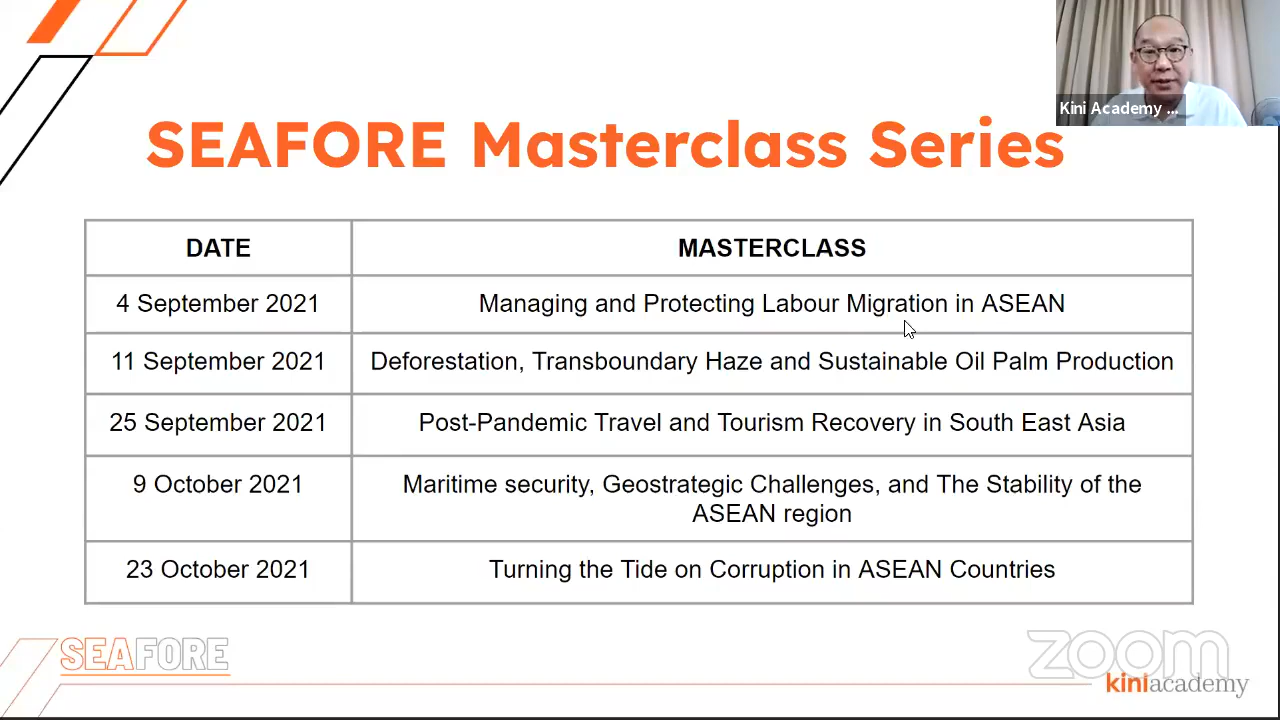 Kini Academy ...
SEAFORE Masterclass Series
DATE MASTERCLASS
4 September 2021 Managing and Protecting Labour Migration in ASEAN
11 September 2021 Deforestation, Transboundary Haze and Sustainable Oil Palm Production
25 September 2021 Post-Pandemic Travel and Tourism Recovery in South East Asia
9 October 2021 Maritime security, Geostrategic Challenges, and The Stability of the
ASEAN region
23 October 2021 Turning the Tide on Corruption in ASEAN Countries
SEAFORE
zoom
kiniacademy